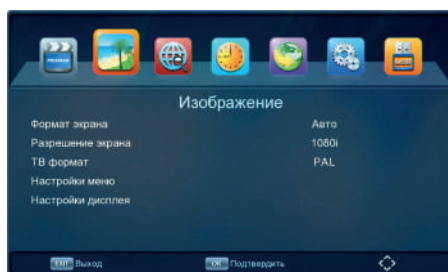 Изображение
Формат экрана Авто
Разрешение экрана 1080i
ТВ формат PAL
Настройки меню
Настройки дисплея
EXIT Выход OK Подтвердить